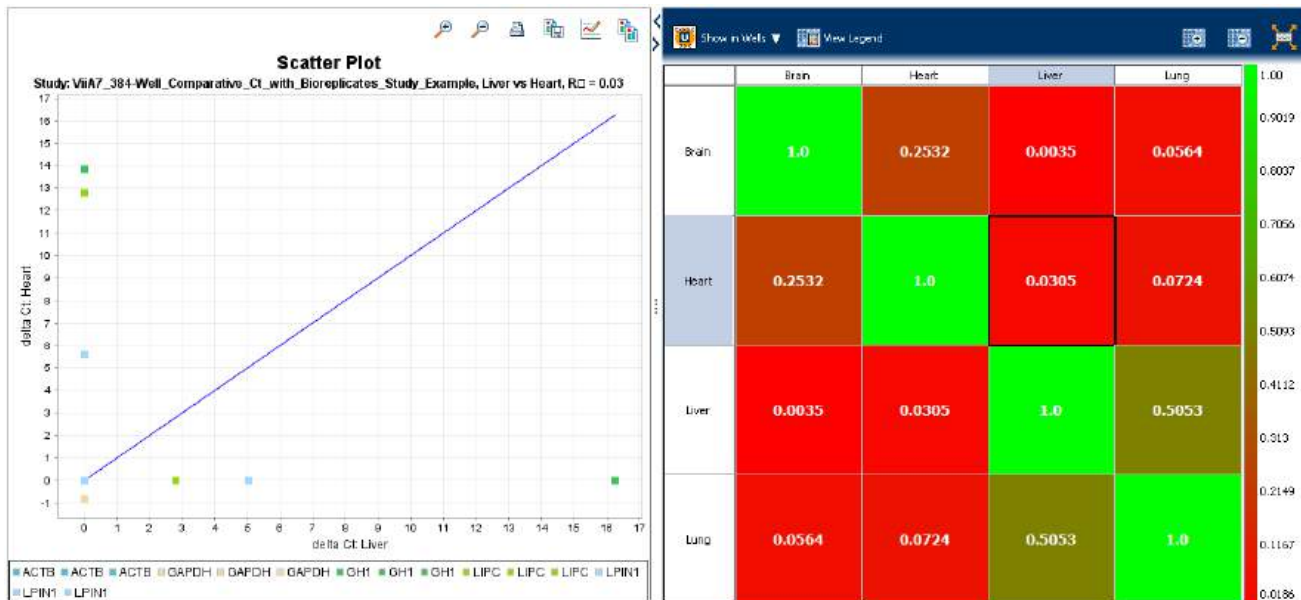 Scatter Plot
Study: ViiA7_384-Well_Comparative_Ct_with_Bioreplicates_Study_Example, Liver vs Heart, R□ = 0.03
17
16
15
14
13
12
11
10
9
8
7
6
5
4
3
2
1
0
-1
delta Ct: Heart
0 1 2 3 4 5 6 7 8 9 10 11 12 13 14 15 16 17
delta Ct: Liver
ACTB ACTB ACTB GAPDH GAPDH GAPDH GH1 GH1 GH1 LIPC LIPC LIPC LPIN1
LPIN1 LPIN1
Show in Wells ▼ View Legend
Brain Heart Liver Lung
Brain 1.0 0.2532 0.0035 0.0564
Heart 0.2532 1.0 0.0305 0.0724
Liver 0.0035 0.0305 1.0 0.5053
Lung 0.0564 0.0724 0.5053 1.0
1.00
0.9019
0.8037
0.7056
0.6074
0.5093
0.4112
0.313
0.2149
0.1167
0.0186